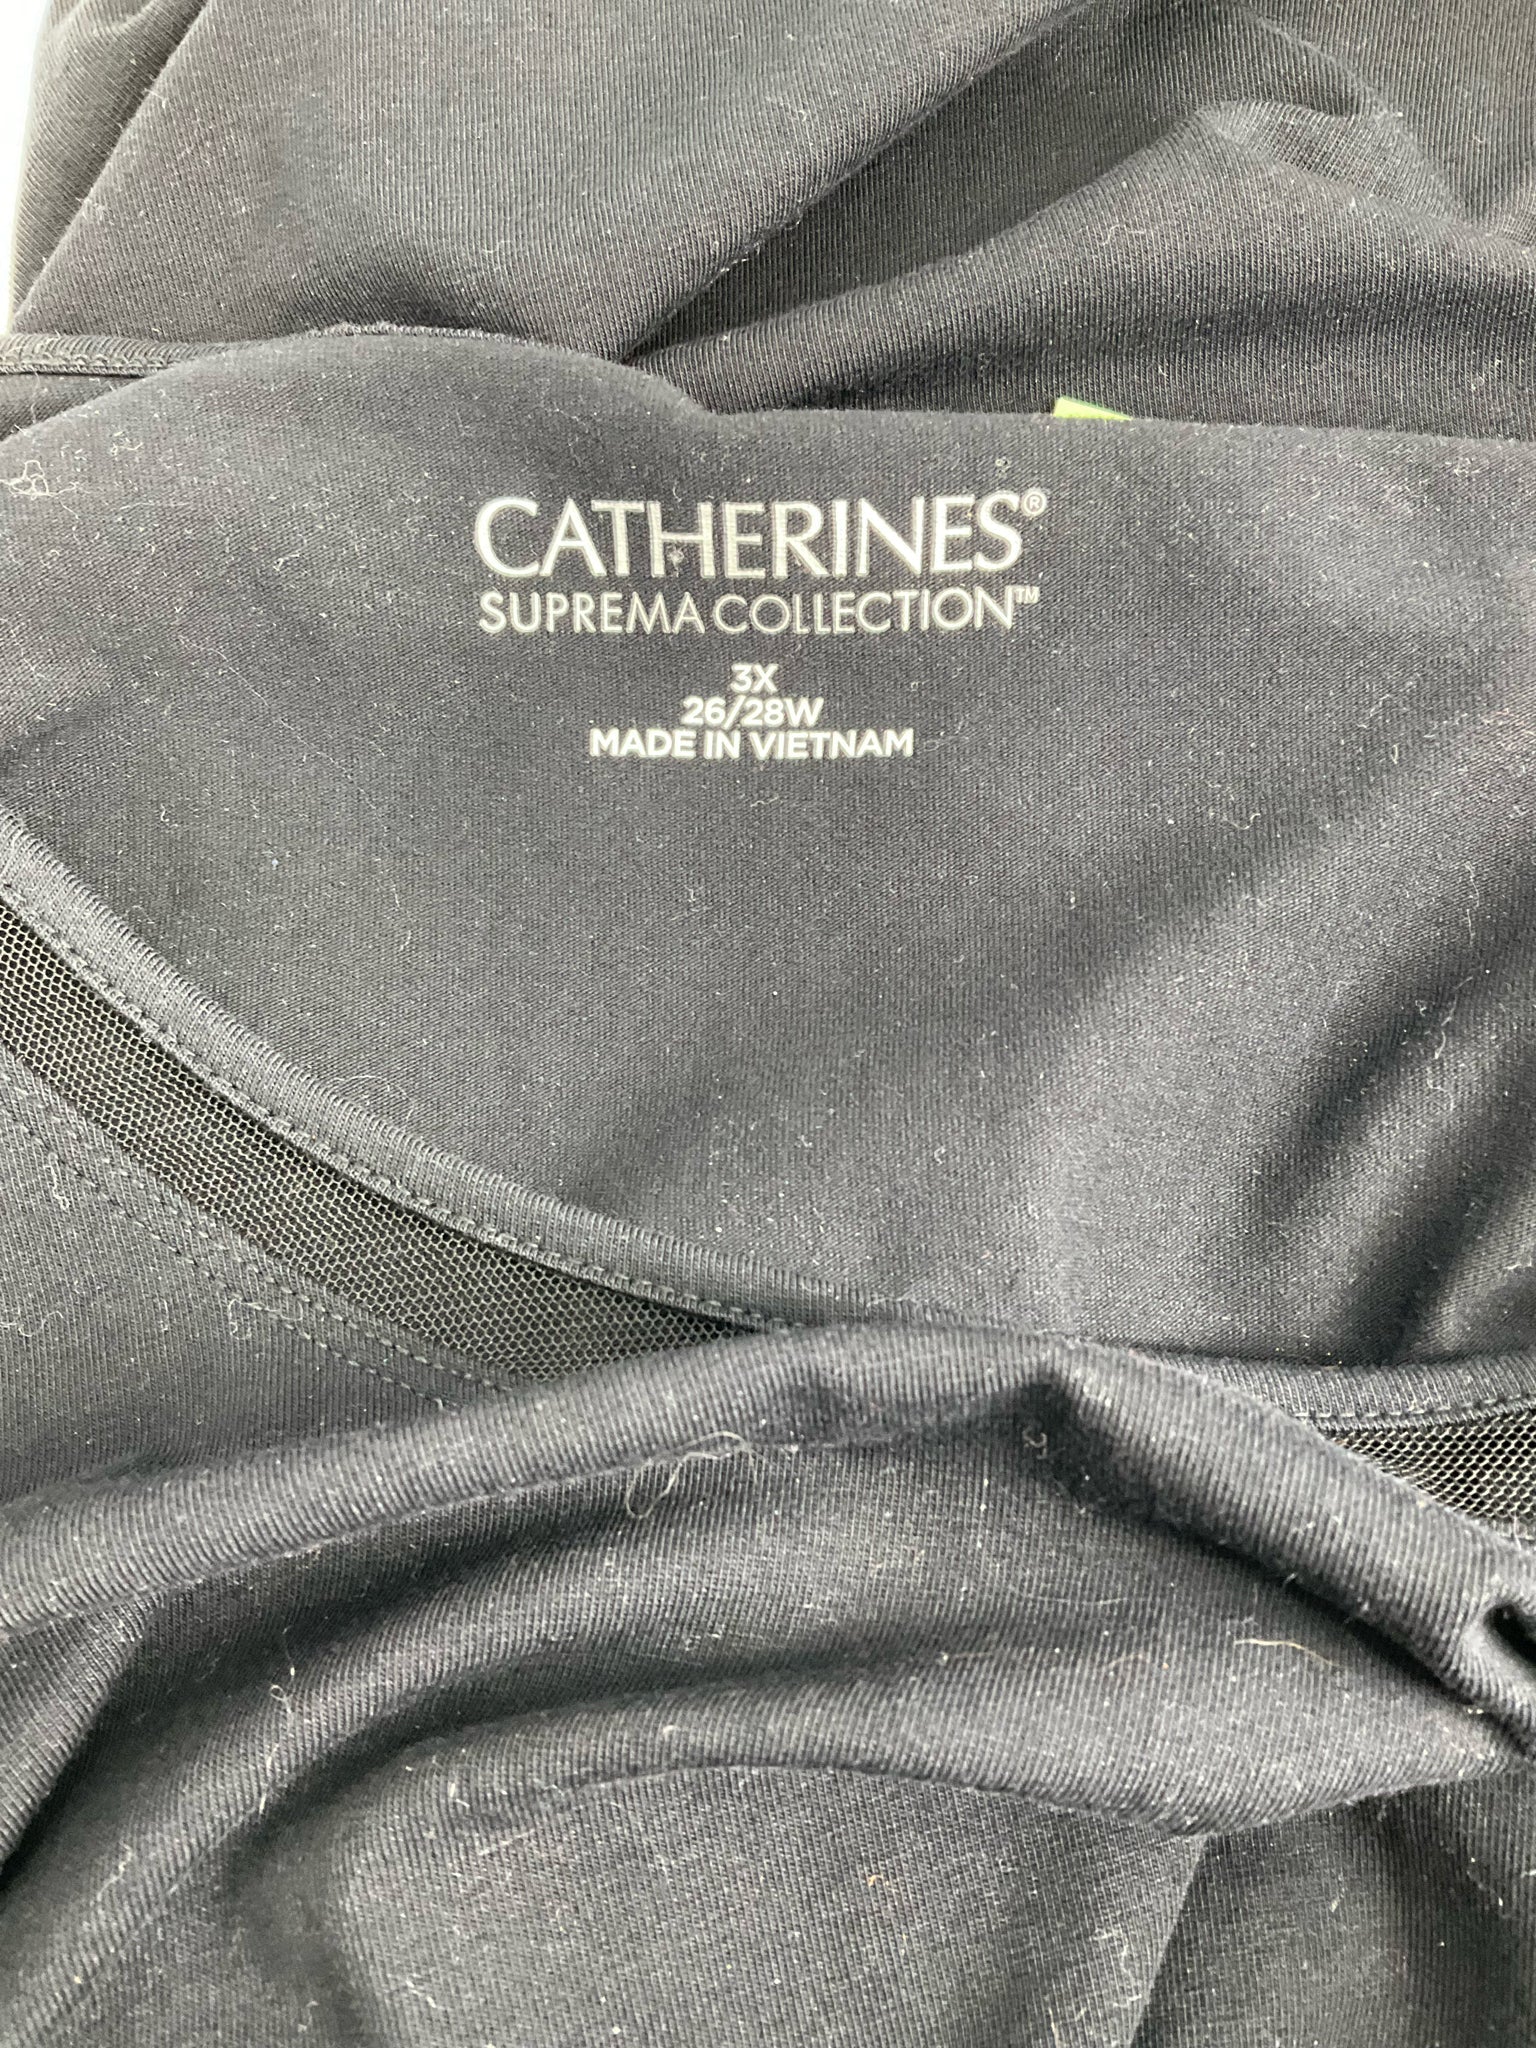 CATHERINES®
SUPREMA COLLECTION™
3X
26/28W
MADE IN VIETNAM